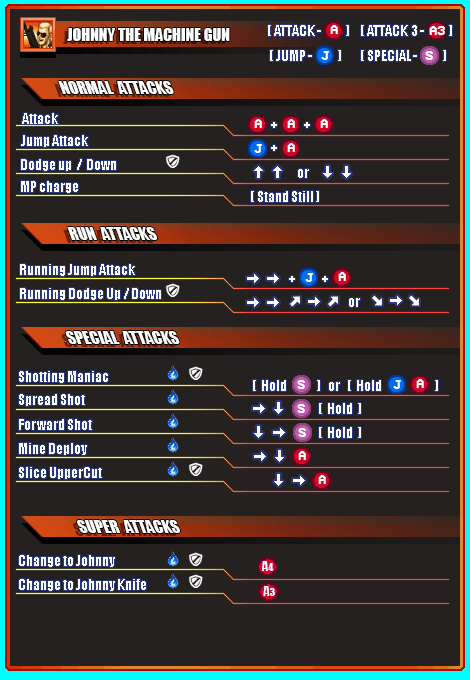 JOHNNY THE MACHINE GUN
[ ATTACK - A ] [ ATTACK 3 - A3 ]
[ JUMP - J ] [ SPECIAL - S ]
NORMAL ATTACKS
Attack A + A + A
Jump Attack J + A
Dodge up / Down ↑ ↑ or ↓ ↓
MP charge [ Stand Still ]
RUN ATTACKS
Running Jump Attack → → + J + A
Running Dodge Up / Down → → ↗ → ↗ or ↘ → ↘
SPECIAL ATTACKS
Shotting Maniac [ Hold S ] or [ Hold J A ]
Spread Shot → ↓ S [ Hold ]
Forward Shot ↓ → S [ Hold ]
Mine Deploy → ↓ A
Slice UpperCut ↓ → A
SUPER ATTACKS
Change to Johnny A4
Change to Johnny Knife A3